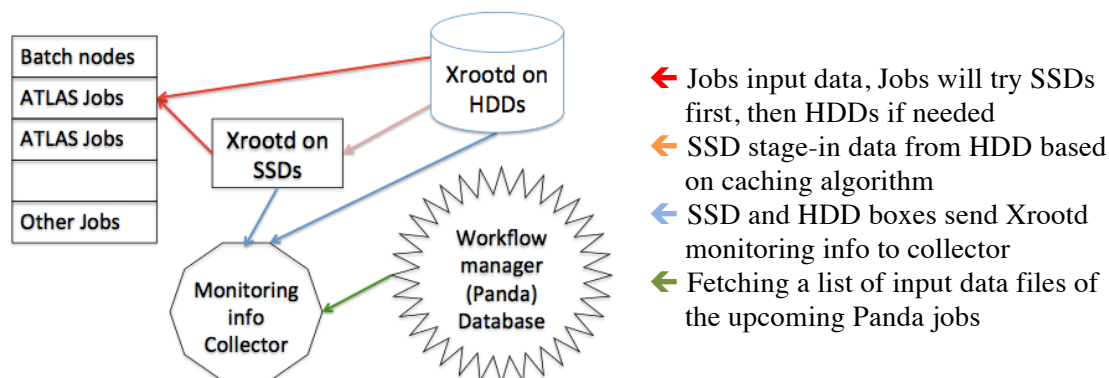 Batch nodes
ATLAS Jobs
ATLAS Jobs
Other Jobs
Xrootd on
SSDs
Xrootd on
HDDs
Monitoring
info
Collector
Workflow
manager
(Panda)
Database
Jobs input data, Jobs will try SSDs
first, then HDDs if needed
SSD stage-in data from HDD based
on caching algorithm
SSD and HDD boxes send Xrootd
monitoring info to collector
Fetching a list of input data files of
the upcoming Panda jobs